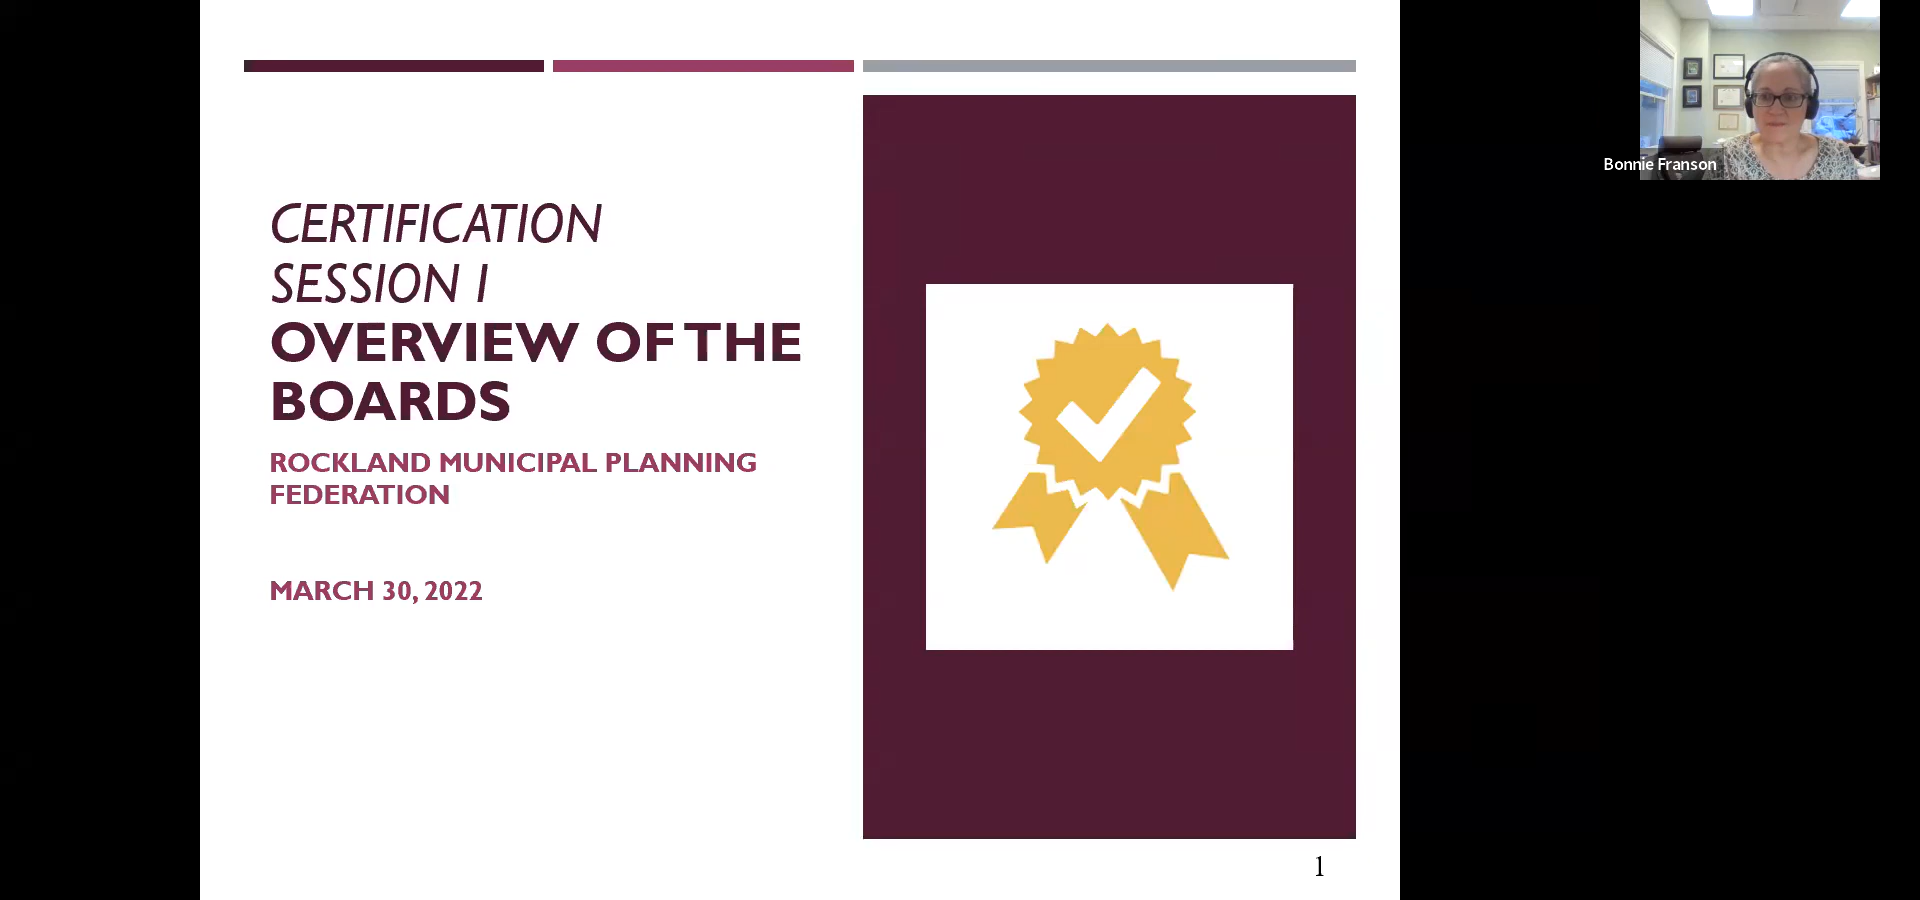 CERTIFICATION
SESSION I
OVERVIEW OF THE
BOARDS
ROCKLAND MUNICIPAL PLANNING
FEDERATION
MARCH 30, 2022
1
Bonnie Franson